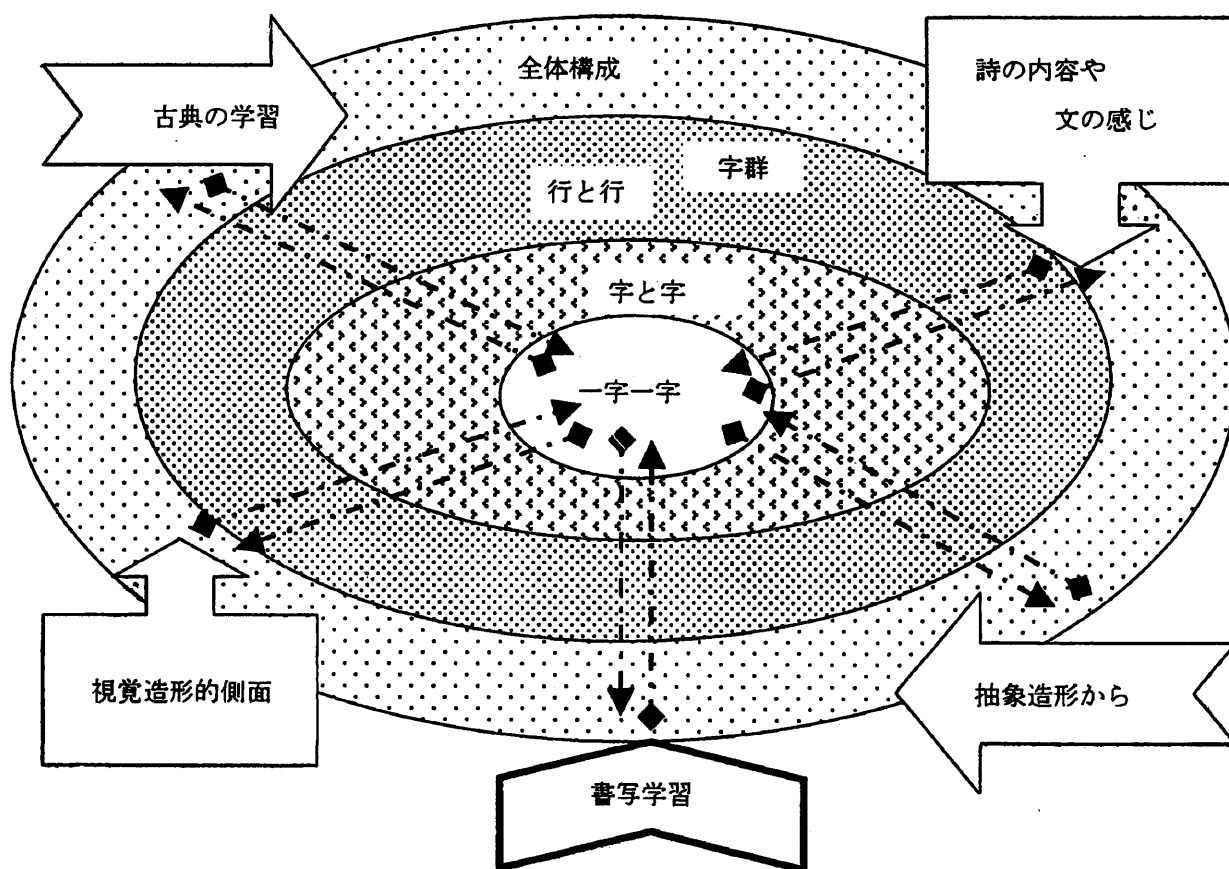 全体構成
詩の内容や
文の感じ
古典の学習
字群
行と行
字と字
一字一字
視覚造形的側面
抽象造形から
書写学習